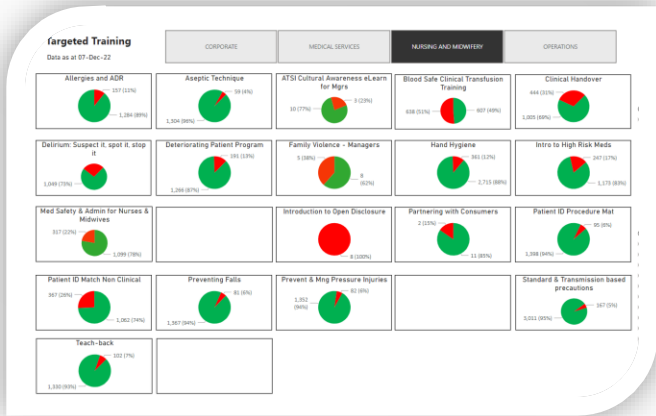 Targeted Training
Data as at 07-Dec-22
CORPORATE
MEDICAL SERVICES
NURSING AND MIDWIFERY
OPERATIONS
Allergies and ADR
157 (11%)
1,284 (89%)
Aseptic Technique
59 (4%)
1,304 (96%)
ATSI Cultural Awareness eLearn for Mgrs
3 (23%)
10 (77%)
Blood Safe Clinical Transfusion Training
638 (51%)
607 (49%)
Clinical Handover
444 (31%)
1,005 (69%)
Delirium: Suspect it, spot it, stop it
1,049 (73%)
Deteriorating Patient Program
191 (13%)
1,266 (87%)
Family Violence - Managers
5 (38%)
8 (62%)
Hand Hygiene
361 (12%)
2,715 (88%)
Intro to High Risk Meds
247 (17%)
1,175 (83%)
Med Safety & Admin for Nurses & Midwives
317 (22%)
1,099 (78%)
Introduction to Open Disclosure
8 (100%)
Partnering with Consumers
2 (15%)
11 (85%)
Patient ID Procedure Mat
95 (6%)
1,398 (94%)
Patient ID Match Non Clinical
367 (26%)
1,062 (74%)
Preventing Falls
81 (6%)
1,367 (94%)
Prevent & Mng Pressure Injuries
82 (6%)
1,352 (94%)
Standard & Transmission based precautions
167 (5%)
3,021 (95%)
Teach-back
102 (7%)
1,330 (93%)